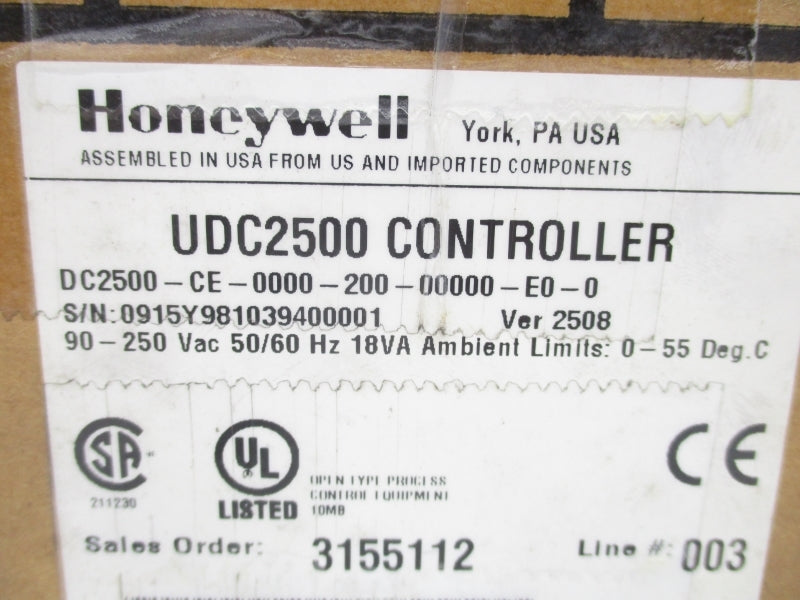 Honeywell York, PA USA
ASSEMBLED IN USA FROM US AND IMPORTED COMPONENTS
UDC2500 CONTROLLER
DC2500-CE-0000-200-00000-E0-0
S/N:0915Y981039400001 Ver 2508
90-250 Vac 50/60 Hz 18VA Ambient Limits: 0-55 Deg.C
SA UL CE
211230 LISTED
OPEN TYPE PROCESS
CONTROL EQUIPMENT
10MB
Sales Order: 3155112 Line #: 003